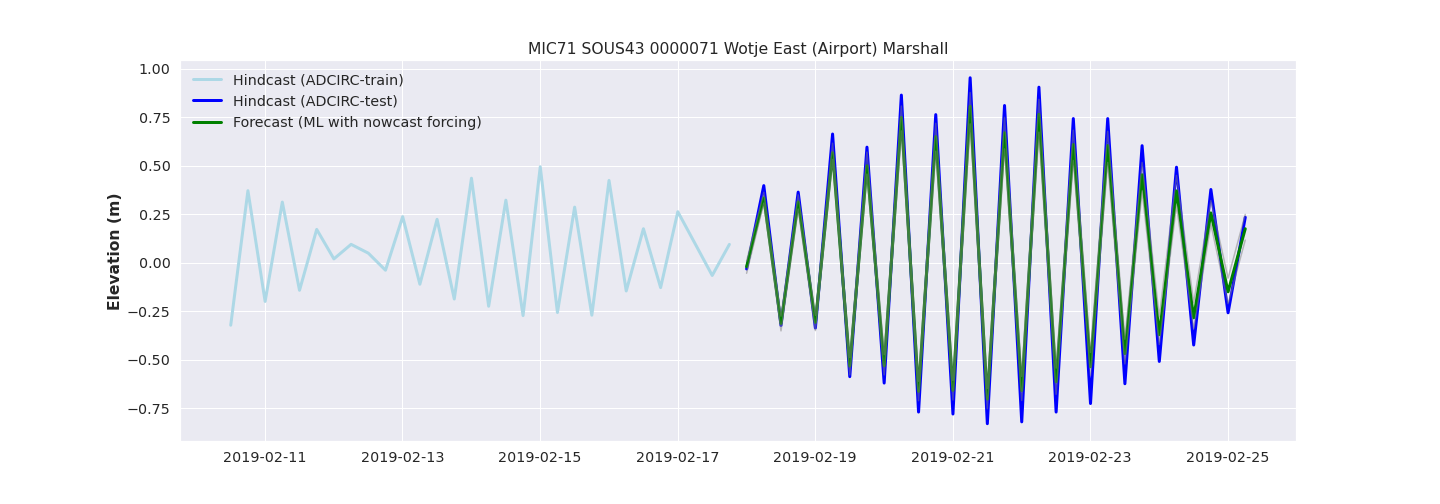 MIC71 SOUS43 0000071 Wotje East (Airport) Marshall
Hindcast (ADCIRC-train)
Hindcast (ADCIRC-test)
Forecast (ML with nowcast forcing)
Elevation (m)
1.00
0.75
0.50
0.25
0.00
−0.25
−0.50
−0.75
2019-02-11 2019-02-13 2019-02-15 2019-02-17 2019-02-19 2019-02-21 2019-02-23 2019-02-25